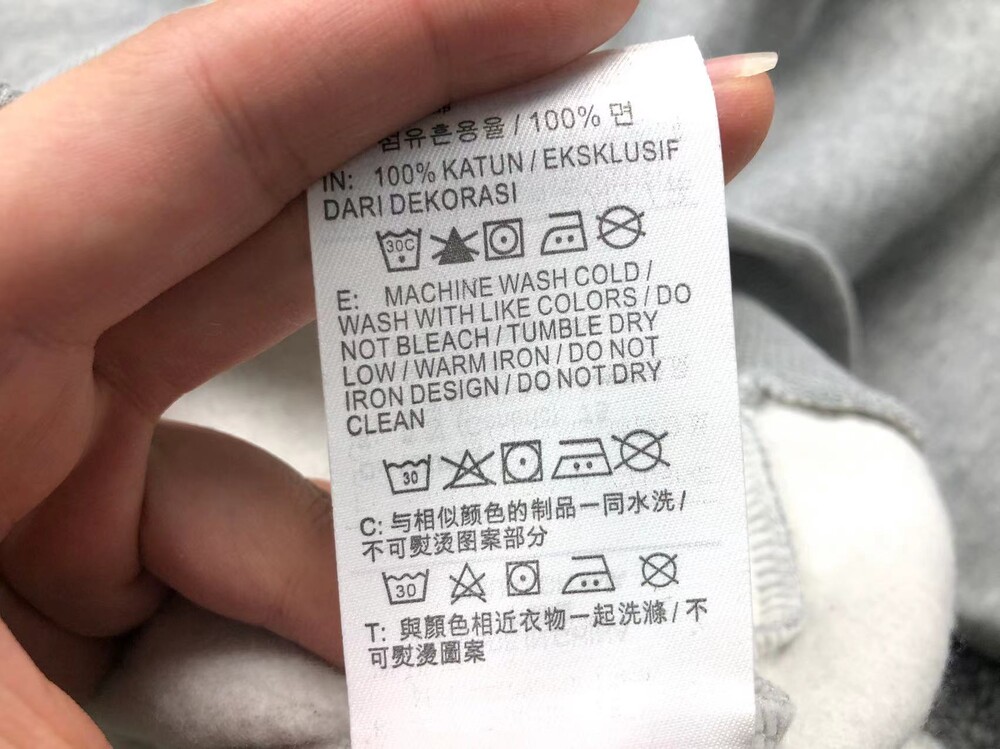 섬유혼용율 / 100% 면
IN: 100% KATUN / EKSKLUSIF
DARI DEKORASI
30C
E: MACHINE WASH COLD /
WASH WITH LIKE COLORS / DO
NOT BLEACH / TUMBLE DRY
LOW / WARM IRON / DO NOT
IRON DESIGN / DO NOT DRY
CLEAN
30
C: 与相似颜色的制品一同水洗 /
不可熨烫图案部分
30
T: 與顏色相近衣物一起洗滌 / 不
可熨燙圖案